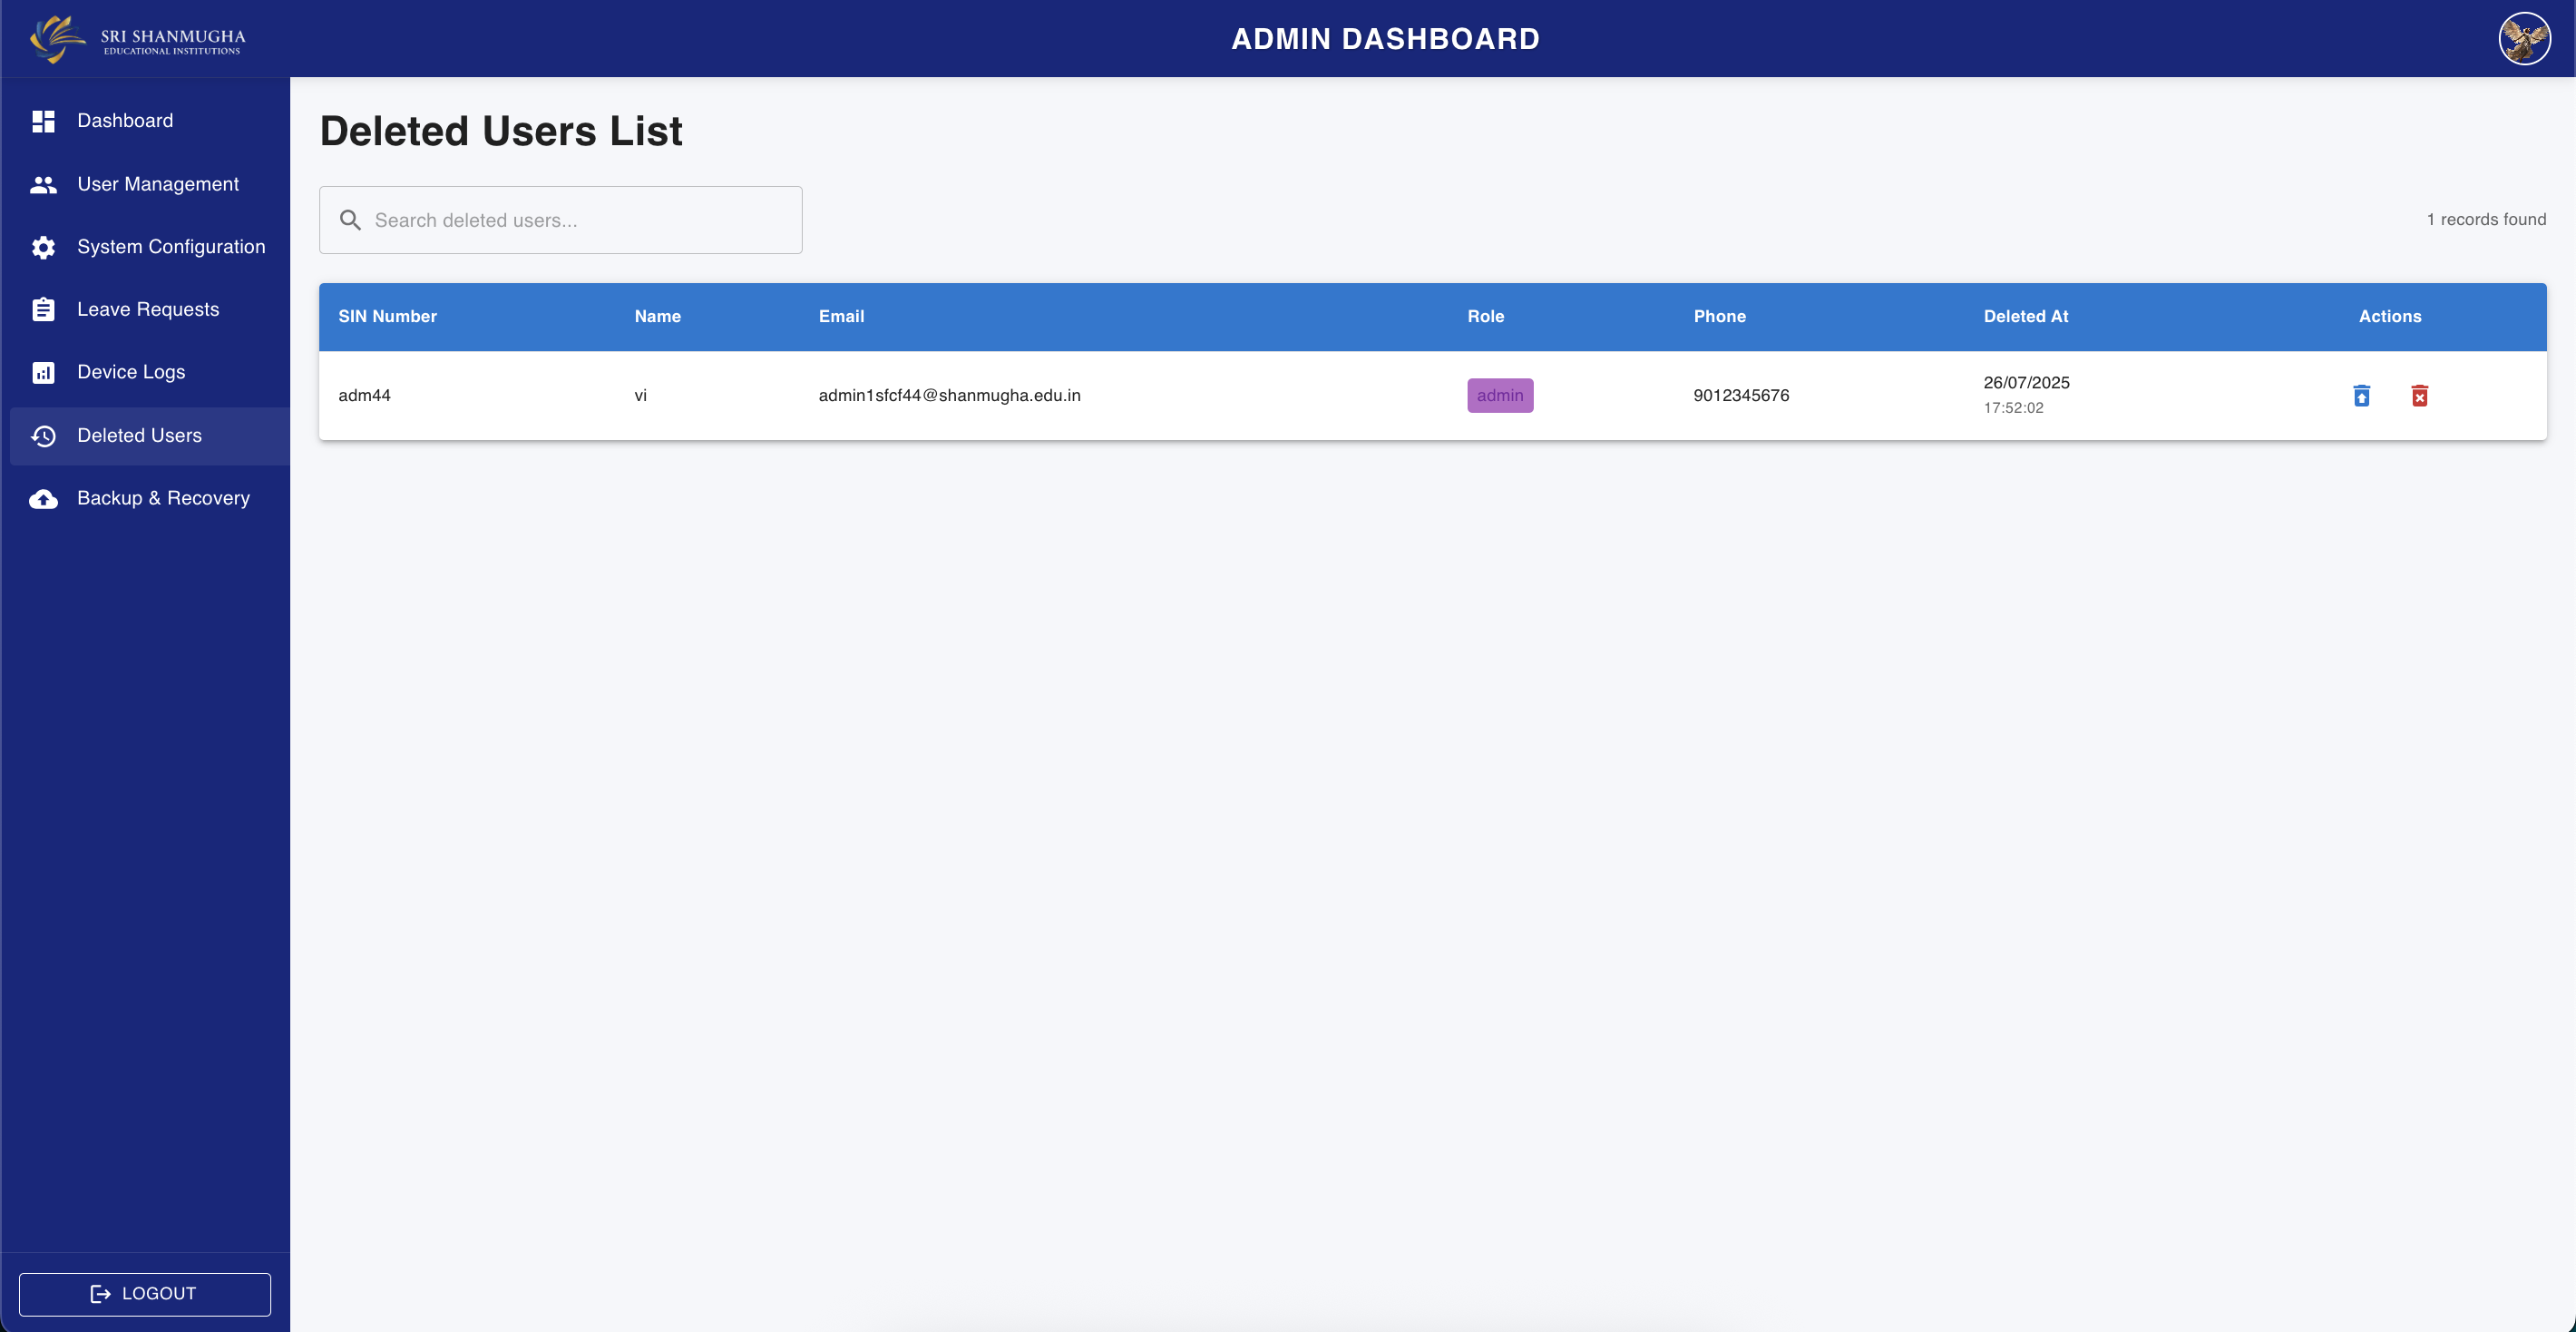 SRI SHANMUGHA
EDUCATIONAL INSTITUTIONS
ADMIN DASHBOARD
Dashboard
User Management
System Configuration
Leave Requests
Device Logs
Deleted Users
Backup & Recovery
LOGOUT
Deleted Users List
Search deleted users...
1 records found
SIN Number Name Email Role Phone Deleted At Actions
adm44 vi admin1sfcf44@shanmugha.edu.in admin 9012345676 26/07/2025
17:52:02